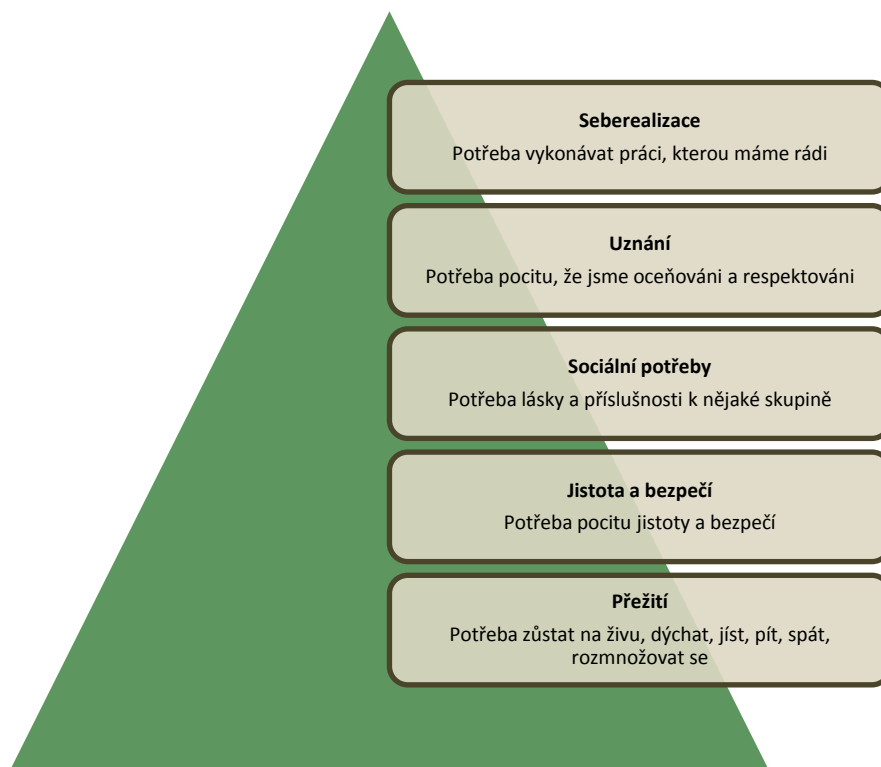 Seberealizace
Potřeba vykonávat práci, kterou máme rádi
Uznání
Potřeba pocitu, že jsme oceňováni a respektováni
Sociální potřeby
Potřeba lásky a příslušnosti k nějaké skupině
Jistota a bezpečí
Potřeba pocitu jistoty a bezpečí
Přežití
Potřeba zůstat na živu, dýchat, jíst, pít, spát,
rozmnožovat se